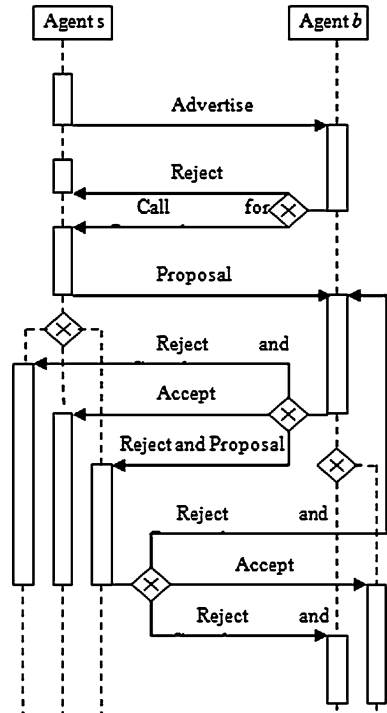 Agent s
Agent b
Advertise
Reject
Call for
Proposal
Reject and
Accept
Reject and Proposal
Reject and
Accept
Reject and